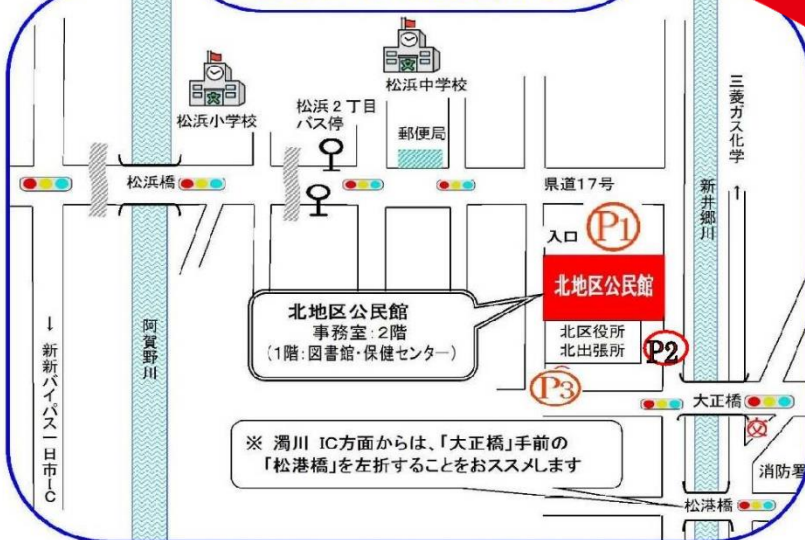 松浜小学校
松浜2丁目
バス停
松浜中学校
郵便局
三菱ガス化学
↑
新井郷川
松浜橋
県道17号
入口
P1
北地区公民館
北区役所
北出張所
P2
P3
北地区公民館
事務室:2階
(1階:図書館・保健センター)
↓
新新バイパス一日市IC
阿賀野川
大正橋
※ 濁川 IC方面からは、「大正橋」手前の
「松港橋」を左折することをおススメします
消防署
松港橋